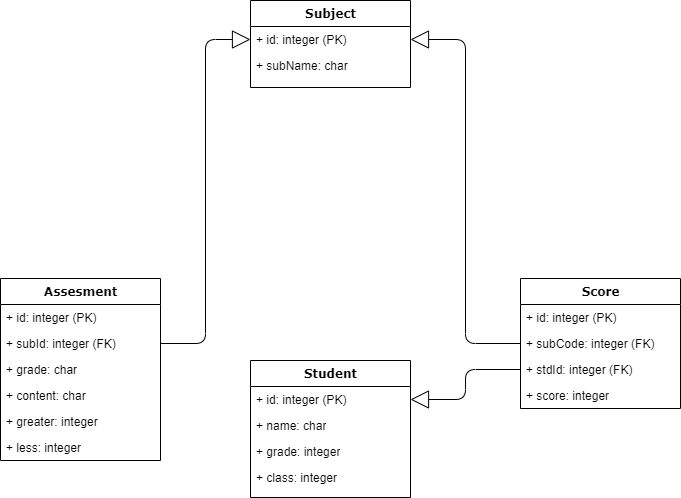 Subject
+ id: integer (PK)
+ subName: char
Assesment
+ id: integer (PK)
+ subId: integer (FK)
+ grade: char
+ content: char
+ greater: integer
+ less: integer
Student
+ id: integer (PK)
+ name: char
+ grade: integer
+ class: integer
Score
+ id: integer (PK)
+ subCode: integer (FK)
+ stdId: integer (FK)
+ score: integer